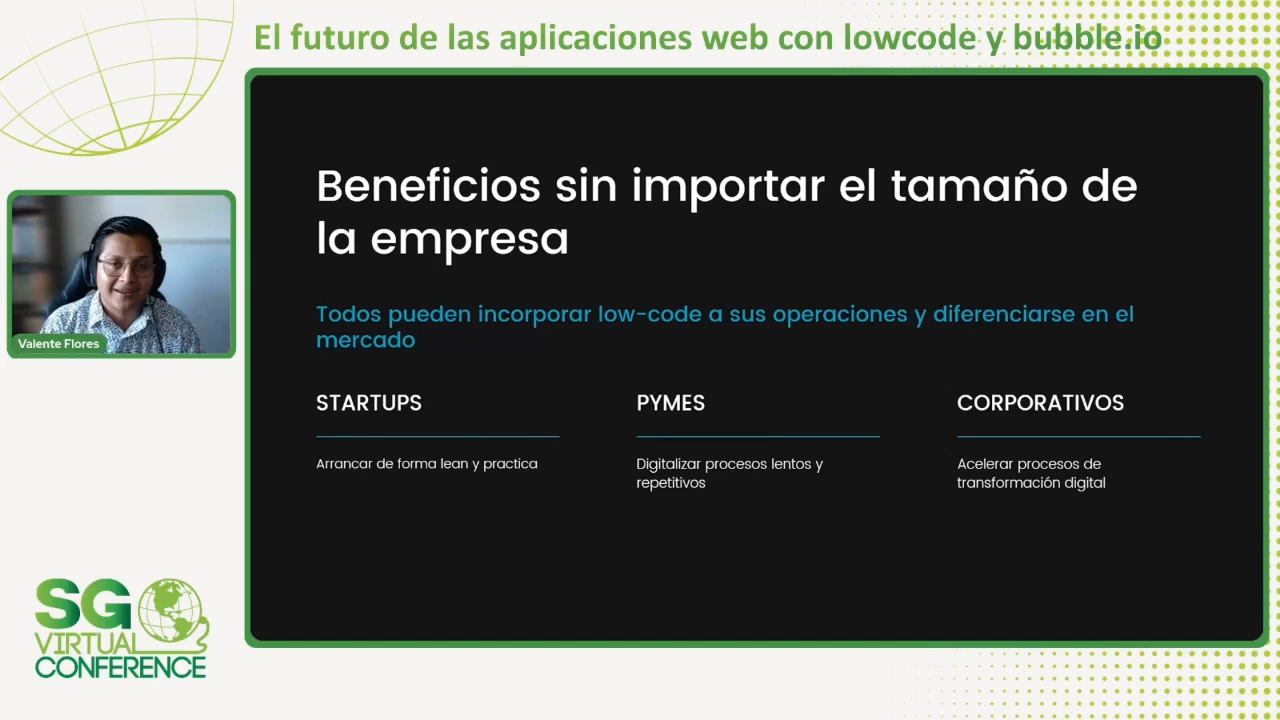 El futuro de las aplicaciones web con lowcode y bubble.io
Beneficios sin importar el tamaño de
la empresa
Todos pueden incorporar low-code a sus operaciones y diferenciarse en el
mercado
STARTUPS
Arrancar de forma lean y practica
PYMES
Digitalizar procesos lentos y
repetitivos
CORPORATIVOS
Acelerar procesos de
transformación digital
Valente Flores
SG
VIRTUAL
CONFERENCE